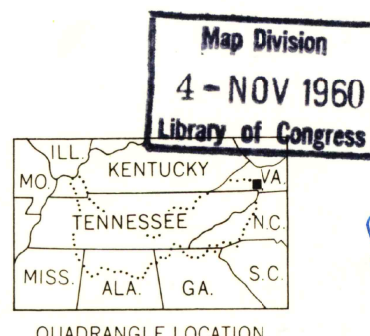 Map Division
4 - NOV 1960
Library of Congress
ILL.
MO.
KENTUCKY
VA.
TENNESSEE
N.C.
MISS.
ALA.
GA.
S.C.
QUADRANGLE LOCATION